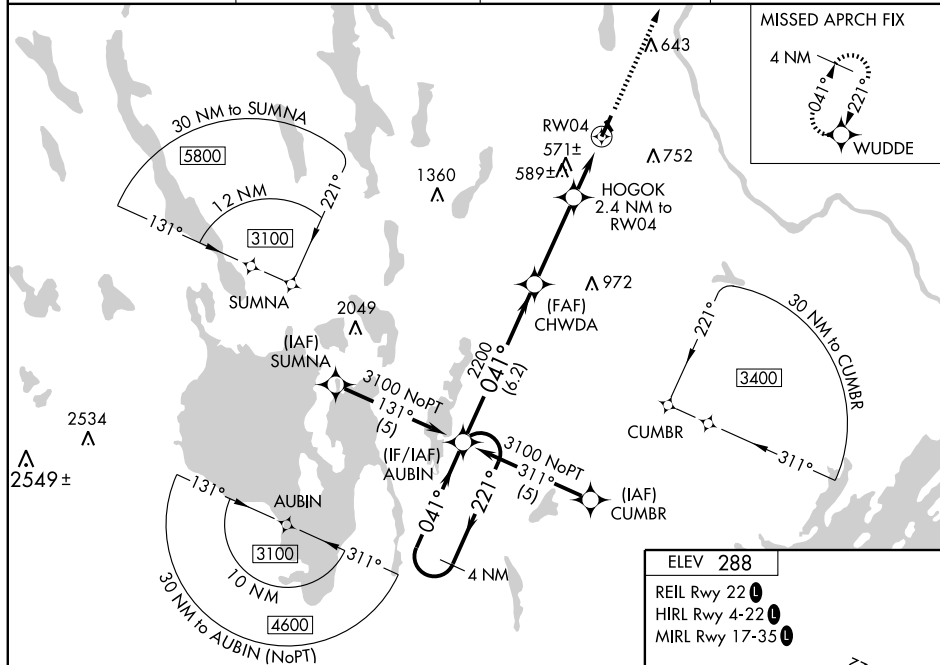 MISSED APRCH FIX
4 NM
041°
221°
WUDDE
643
RW04
571±
589±
752
HOGOK
2.4 NM to
RW04
30 NM to SUMNA
5800
12 NM
221°
131°
3100
SUMNA
1360
972
(FAF)
CHWDA
2049
(IAF)
SUMNA
3100 NoPT
131°
(5)
2200
041°
(6.2)
30 NM to CUMBR
221°
3400
CUMBR
311°
2534
2549 ±
(IF/IAF)
AUBIN
3100 NoPT
311°
(5)
(IAF)
CUMBR
041°
221°
4 NM
131°
AUBIN
3100
311°
10 NM
4600
30 NM to AUBIN (NoPT)
ELEV 288
REIL Rwy 22 L
HIRL Rwy 4-22 L
MIRL Rwy 17-35 L